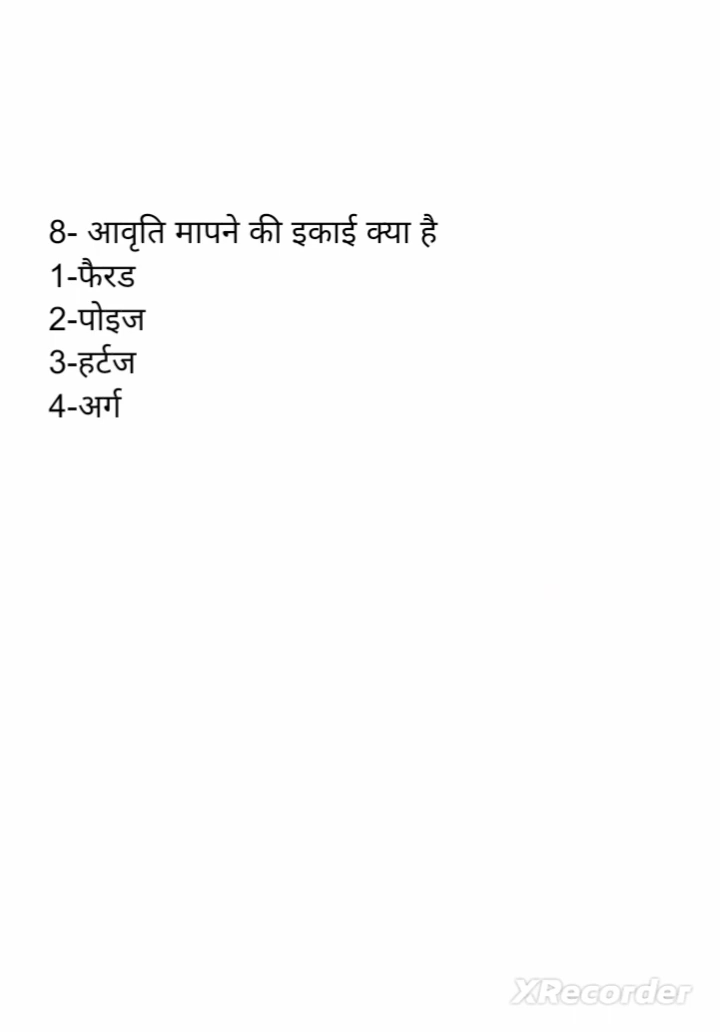 8- आवृति मापने की इकाई क्या है
1-फैरड
2-पोइज
3-हर्टज
4-अर्ग
XRecorder